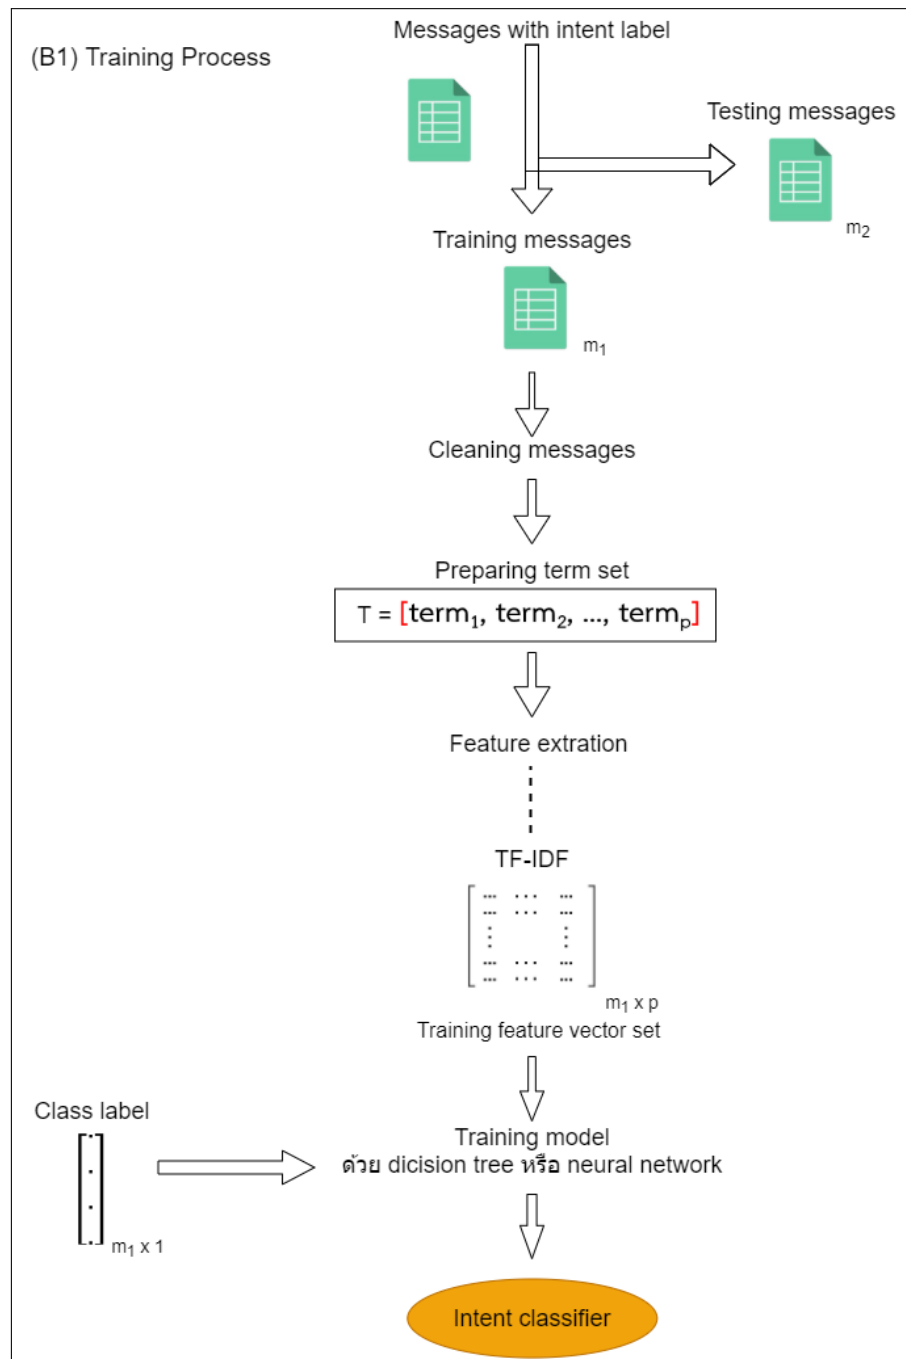 Messages with intent label
(B1) Training Process
Testing messages
m2
Training messages
m1
Cleaning messages
Preparing term set
T = [term1, term2, ..., termp]
Feature extration
TF-IDF
m1 x p
Training feature vector set
Class label
m1 x 1
Training model
ด้วย dicision tree หรือ neural network
Intent classifier